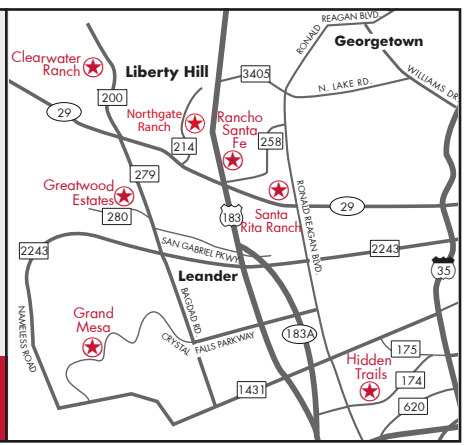 REAGAN BLVD.
RONALD
Georgetown
Clearwater
Ranch
Liberty Hill
3405
N. LAKE RD.
WILLIAMS DR.
200
29
Northgate
Ranch
Rancho
Santa
Fe
214
258
279
Greatwood
Estates
280
183
Santa
Rita Ranch
RONALD REAGAN BLVD.
29
SAN GABRIEL PKWY
2243
2243
Leander
35
NAMELESS ROAD
BAGDAD RD
Grand
Mesa
CRYSTAL FALLS PARKWAY
183A
175
Hidden
Trails
174
1431
620